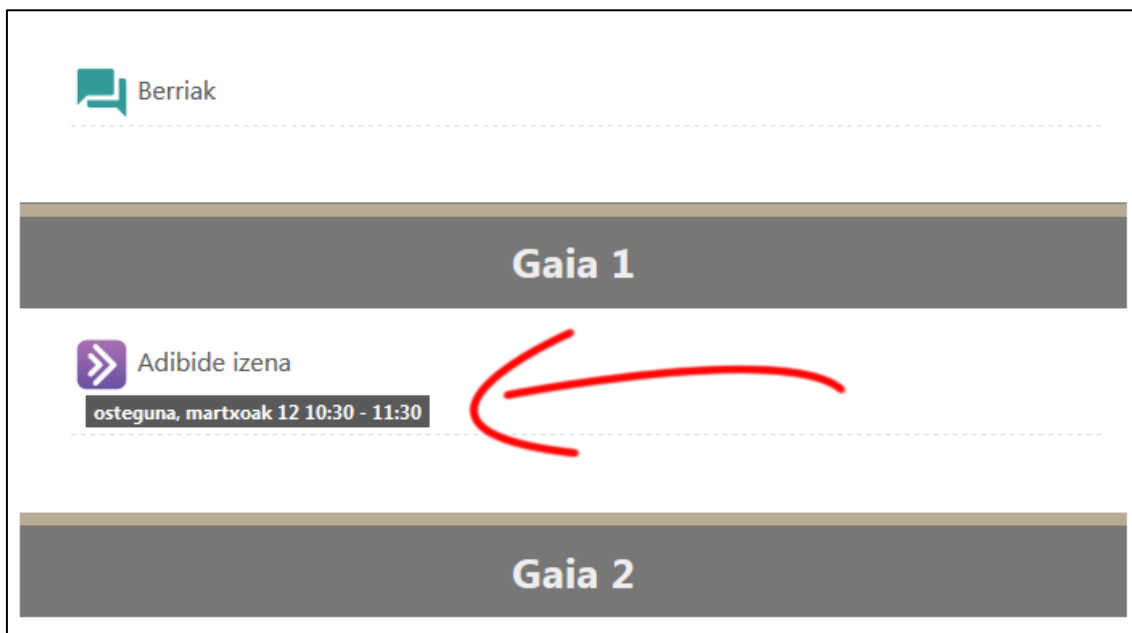 Berriak
Gaia 1
Adibide izena
osteguna, martxoak 12 10:30 - 11:30
Gaia 2